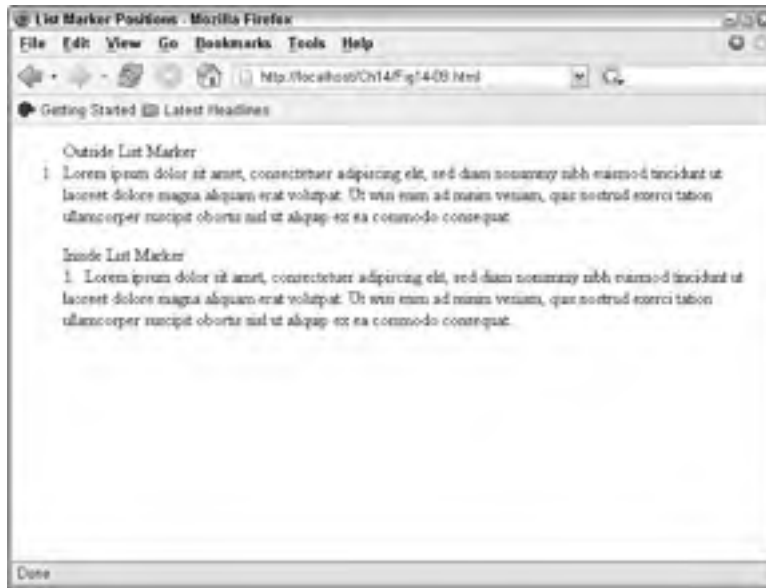 List Marker Positions - Mozilla Firefox
File Edit View Go Bookmarks Tools Help
http://localhost/Ch14/Fig14-09.html
Getting Started Latest Headlines
Outside List Marker
1. Lorem ipsum dolor sit amet, consectetuer adipiscing elit, sed diam nonummy nibh euismod tincidunt ut
laoreet dolore magna aliquam erat volutpat. Ut wisi enim ad minim veniam, quis nostrud exerci tation
ullamcorper suscipit obortis nisl ut aliquip ex ea commodo consequat.
Inside List Marker
1. Lorem ipsum dolor sit amet, consectetuer adipiscing elit, sed diam nonummy nibh euismod tincidunt ut
laoreet dolore magna aliquam erat volutpat. Ut wisi enim ad minim veniam, quis nostrud exerci tation
ullamcorper suscipit obortis nisl ut aliquip ex ea commodo consequat.
Done